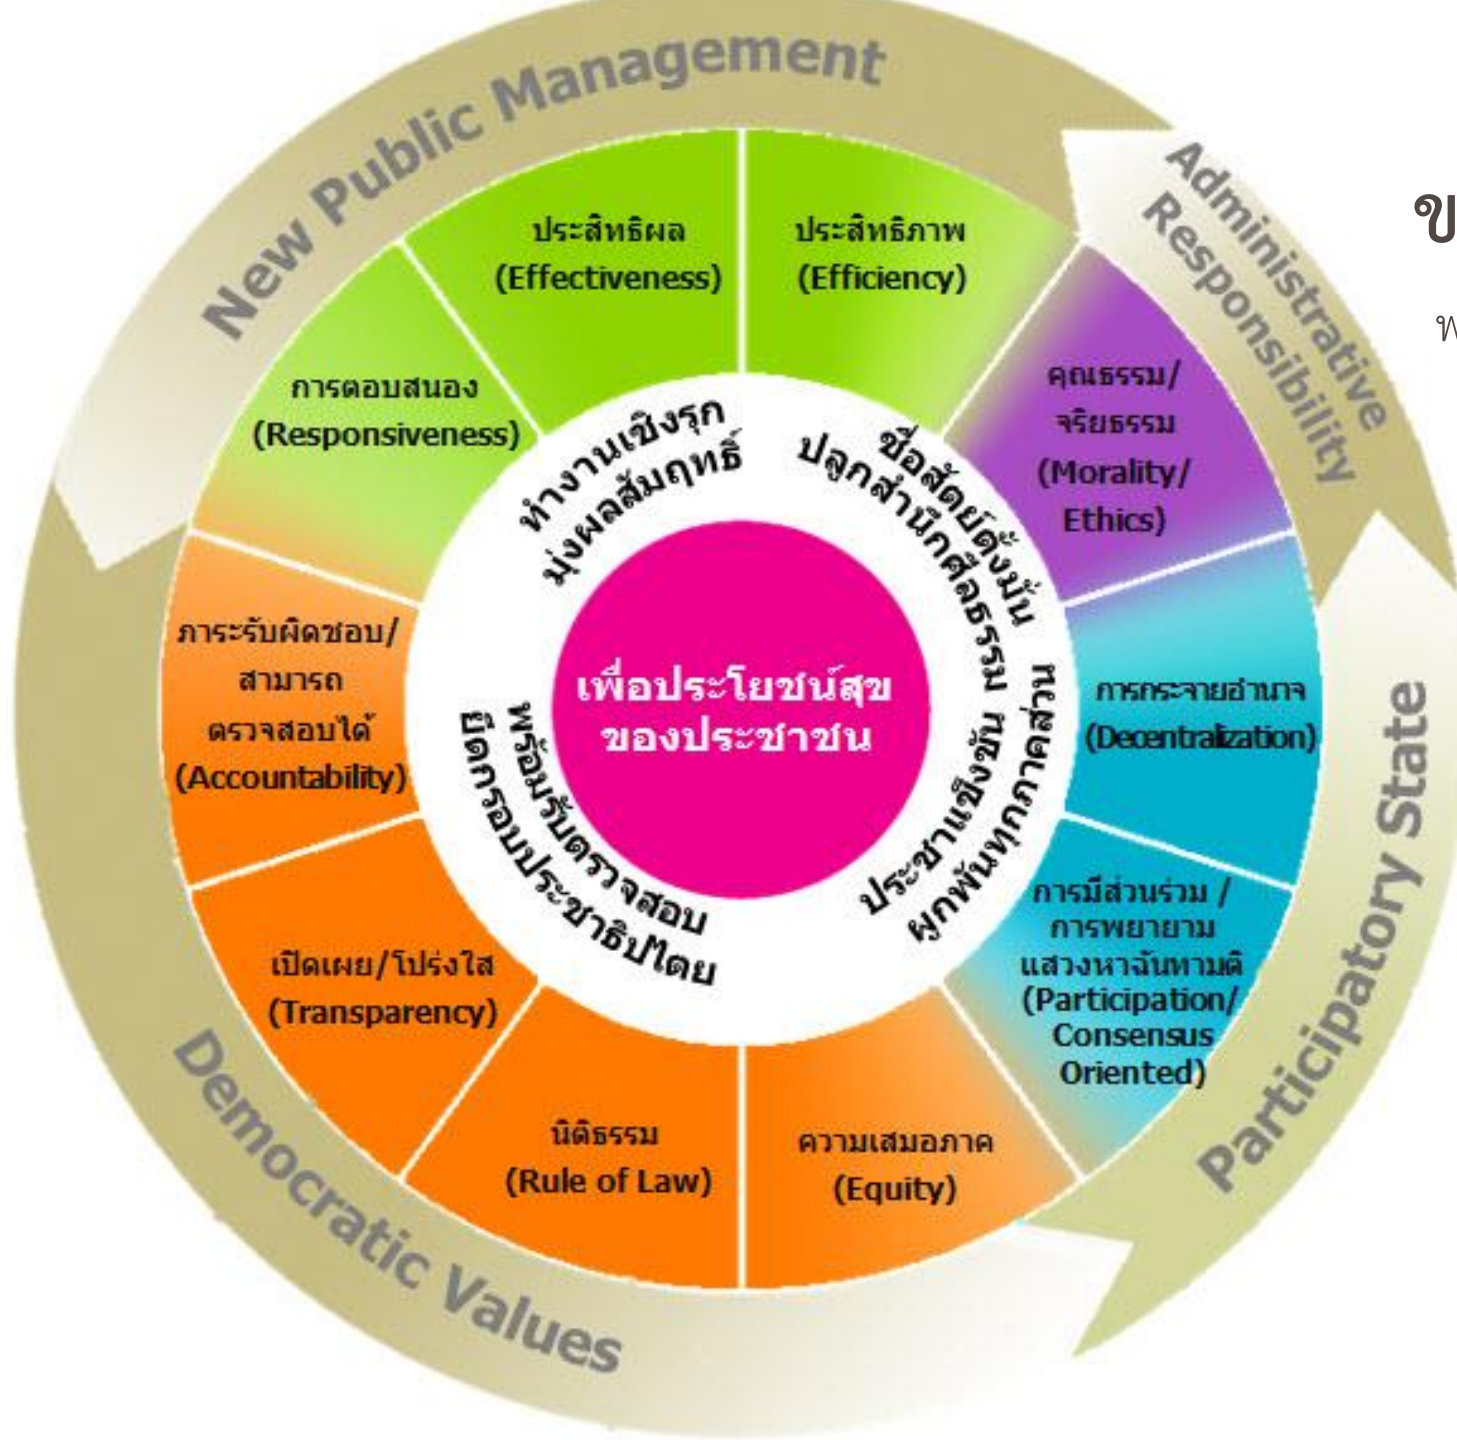 New Public Management
Administrative
Responsibility
Participatory State
Democratic Values
ประสิทธิผล
(Effectiveness)
ประสิทธิภาพ
(Efficiency)
คุณธรรม/
จริยธรรม
(Morality/
Ethics)
การกระจายอำนาจ
(Decentralization)
การมีส่วนร่วม /
การพยายาม
แสวงหาฉันทามติ
(Participation/
Consensus
Oriented)
ความเสมอภาค
(Equity)
นิติธรรม
(Rule of Law)
เปิดเผย/โปร่งใส
(Transparency)
ภาระรับผิดชอบ/
สามารถ
ตรวจสอบได้
(Accountability)
การตอบสนอง
(Responsiveness)
ทำงานเชิงรุก
มุ่งผลสัมฤทธิ์
ซื่อสัตย์ตั้งมั่น
ปลูกสำนึกศีลธรรม
ประชาแข็งขัน
ผูกพันทุกภาคส่วน
พร้อมรับตรวจสอบ
ยึดกรอบประชาธิปไตย
เพื่อประโยชน์สุข
ของประชาชน
ข
พ